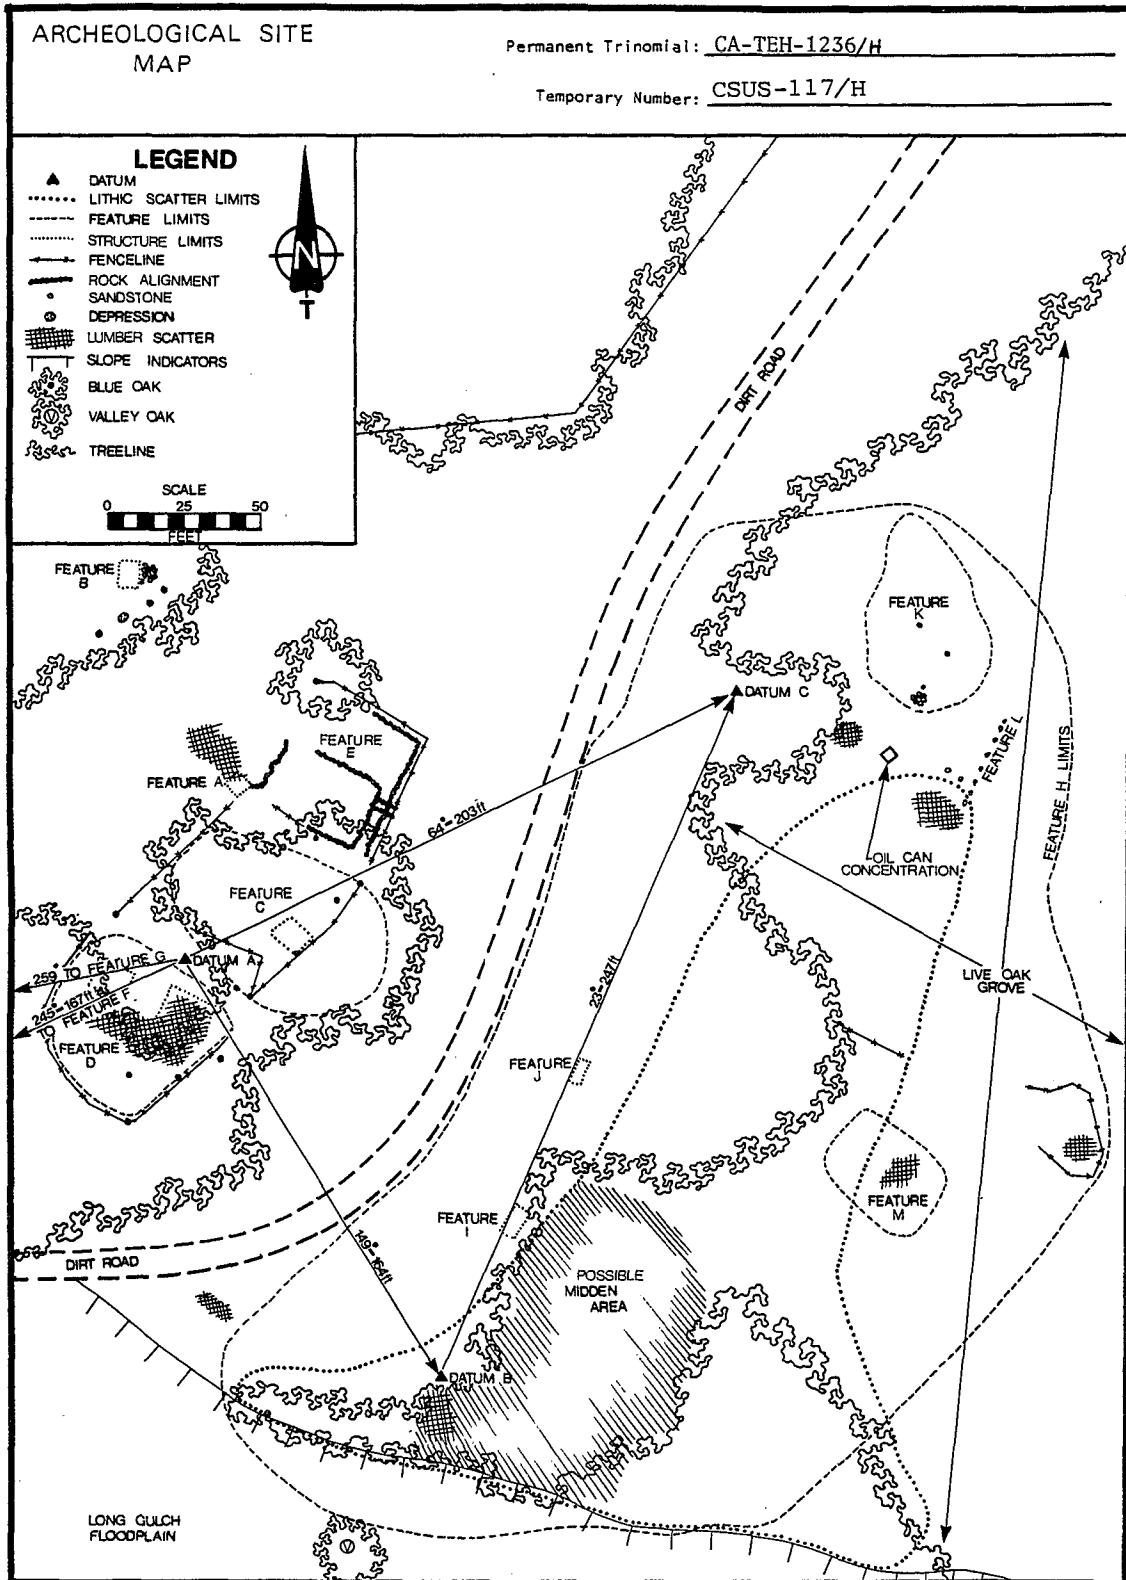 ARCHEOLOGICAL SITE
MAP
Permanent Trinomial: CA-TEH-1236/H
Temporary Number: CSUS-117/H
LEGEND
DATUM
LITHIC SCATTER LIMITS
FEATURE LIMITS
STRUCTURE LIMITS
FENCELINE
ROCK ALIGNMENT
SANDSTONE
DEPRESSION
LUMBER SCATTER
SLOPE INDICATORS
BLUE OAK
V
VALLEY OAK
TREELINE
N
T
SCALE
0 25 50
FEET
DIRT ROAD
FEATURE
B
FEATURE
K
DATUM C
FEATURE
E
FEATURE A
FEATURE L
FEATURE H LIMITS
64°-203ft
OIL CAN
CONCENTRATION
FEATURE
C
DATUM A
259 TO FEATURE G
245°-167ft
TO FEATURE F
FEATURE
D
23°-247ft
LIVE OAK
GROVE
FEATURE
J
FEATURE
M
FEATURE
I
149°-164ft
DIRT ROAD
POSSIBLE
MIDDEN
AREA
DATUM B
LONG GULCH
FLOODPLAIN
V